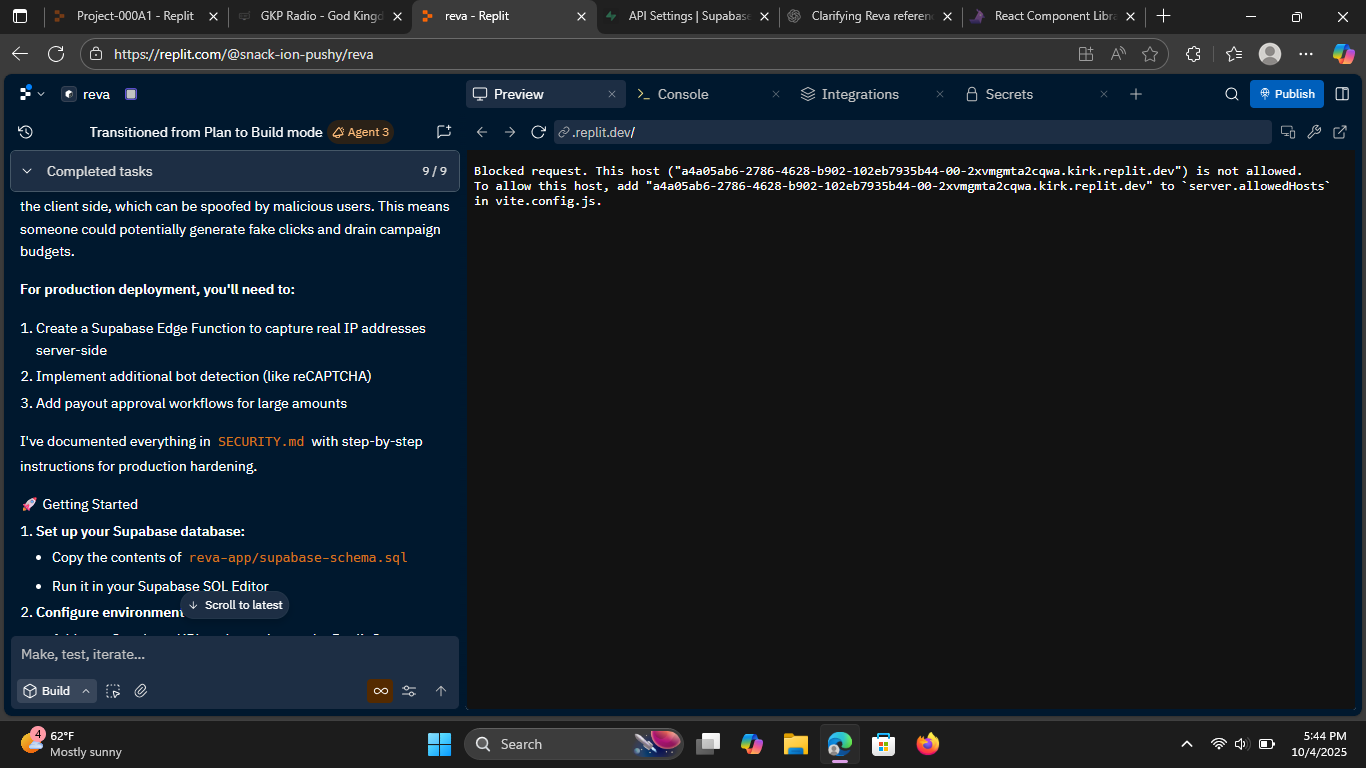 Project-000A1 - Replit
GKP Radio - God Kingd
reva - Replit
API Settings | Supabase
Clarifying Reva referen
React Component Libra
https://replit.com/@snack-ion-pushy/reva
reva
Preview
Console
Integrations
Secrets
Publish
Transitioned from Plan to Build mode
Agent 3
.replit.dev/
Completed tasks
9 / 9
the client side, which can be spoofed by malicious users. This means
someone could potentially generate fake clicks and drain campaign
budgets.
For production deployment, you'll need to:
1. Create a Supabase Edge Function to capture real IP addresses
server-side
2. Implement additional bot detection (like reCAPTCHA)
3. Add payout approval workflows for large amounts
I've documented everything in SECURITY.md with step-by-step
instructions for production hardening.
🚀 Getting Started
1. Set up your Supabase database:
• Copy the contents of reva-app/supabase-schema.sql
• Run it in your Supabase SQL Editor
2. Configure environment
Scroll to latest
Make, test, iterate...
Build
Blocked request. This host ("a4a05ab6-2786-4628-b902-102eb7935b44-00-2xvmgmta2cqwa.kirk.replit.dev") is not allowed.
To allow this host, add "a4a05ab6-2786-4628-b902-102eb7935b44-00-2xvmgmta2cqwa.kirk.replit.dev" to `server.allowedHosts`
in vite.config.js.
4
62°F
Mostly sunny
Search
5:44 PM
10/4/2025